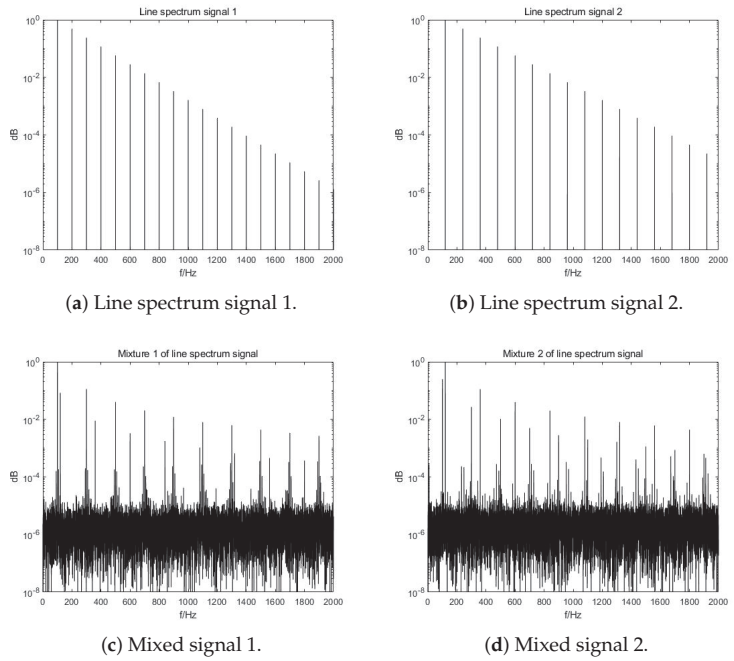 Line spectrum signal 1
10^0
10^-2
10^-4
10^-6
10^-8
dB
0 200 400 600 800 1000 1200 1400 1600 1800 2000
f/Hz
(a) Line spectrum signal 1.
Line spectrum signal 2
10^0
10^-2
10^-4
10^-6
10^-8
dB
0 200 400 600 800 1000 1200 1400 1600 1800 2000
f/Hz
(b) Line spectrum signal 2.
Mixture 1 of line spectrum signal
10^0
10^-2
10^-4
10^-6
10^-8
dB
0 200 400 600 800 1000 1200 1400 1600 1800 2000
f/Hz
(c) Mixed signal 1.
Mixture 2 of line spectrum signal
10^0
10^-2
10^-4
10^-6
10^-8
dB
0 200 400 600 800 1000 1200 1400 1600 1800 2000
f/Hz
(d) Mixed signal 2.